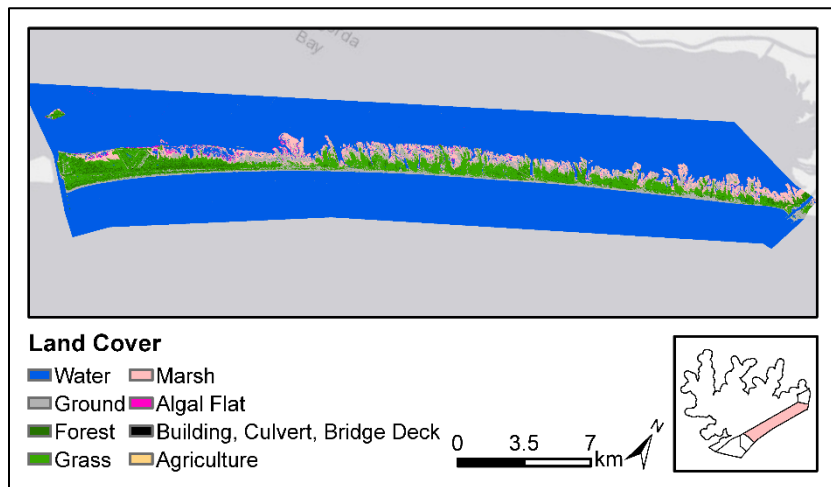 Bay
Land Cover
Water
Marsh
Ground
Algal Flat
Forest
Building, Culvert, Bridge Deck
Grass
Agriculture
N
0 3.5 7
km